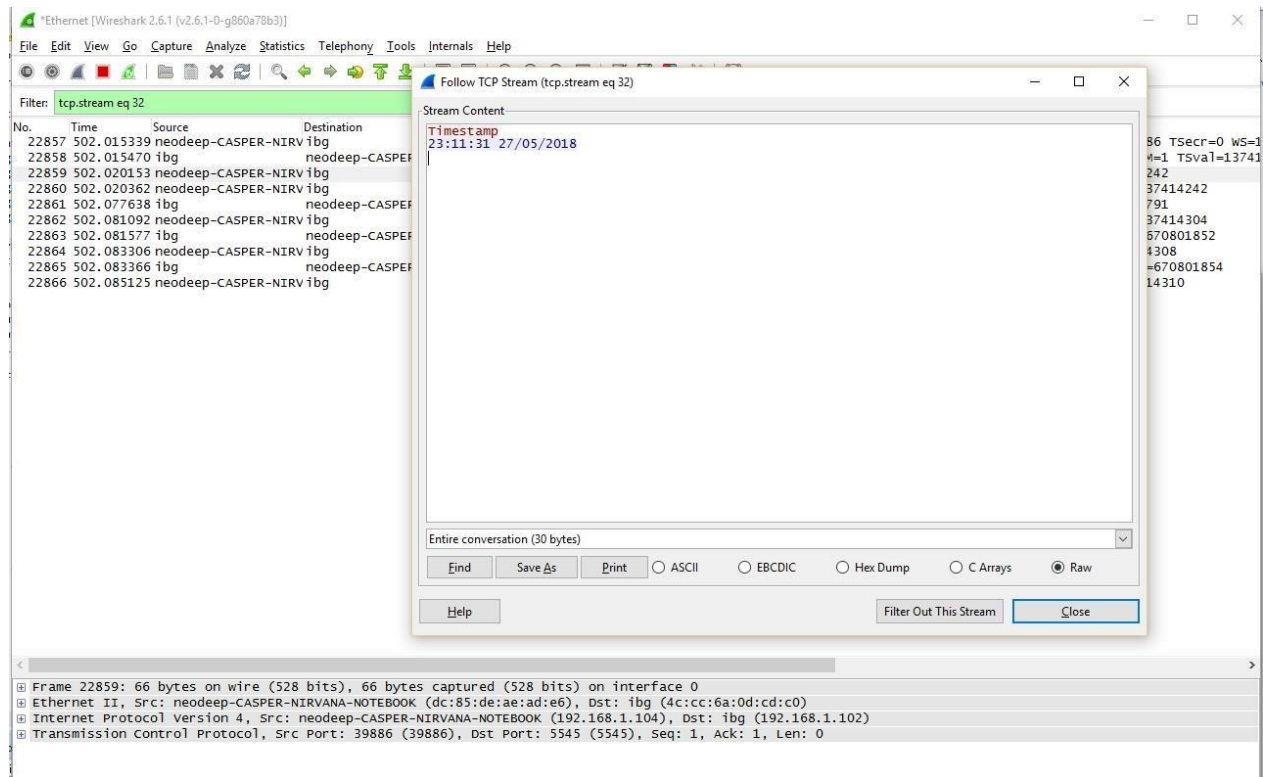 *Ethernet [Wireshark 2.6.1 (v2.6.1-0-g860a78b3)]
File Edit View Go Capture Analyze Statistics Telephony Tools Internals Help
Filter: tcp.stream eq 32
No. Time Source Destination
22857 502.015339 neodeep-CASPER-NIRV ibg 86 TSecr=0 WS=1
22858 502.015470 ibg neodeep-CASPER M=1 TSval=13741
22859 502.020153 neodeep-CASPER-NIRV ibg 242
22860 502.020362 neodeep-CASPER-NIRV ibg 37414242
22861 502.077638 ibg neodeep-CASPER 791
22862 502.081092 neodeep-CASPER-NIRV ibg 37414304
22863 502.081577 ibg neodeep-CASPER 670801852
22864 502.083306 neodeep-CASPER-NIRV ibg 4308
22865 502.083366 ibg neodeep-CASPER =670801854
22866 502.085125 neodeep-CASPER-NIRV ibg 14310
Follow TCP Stream (tcp.stream eq 32)
Stream Content
Timestamp
23:11:31 27/05/2018
Entire conversation (30 bytes)
Find Save As Print ASCII EBCDIC Hex Dump C Arrays Raw
Help Filter Out This Stream Close
Frame 22859: 66 bytes on wire (528 bits), 66 bytes captured (528 bits) on interface 0
Ethernet II, Src: neodeep-CASPER-NIRVANA-NOTEBOOK (dc:85:de:ae:ad:e6), Dst: ibg (4c:cc:6a:0d:cd:c0)
Internet Protocol Version 4, Src: neodeep-CASPER-NIRVANA-NOTEBOOK (192.168.1.104), Dst: ibg (192.168.1.102)
Transmission Control Protocol, Src Port: 39886 (39886), Dst Port: 5545 (5545), Seq: 1, Ack: 1, Len: 0